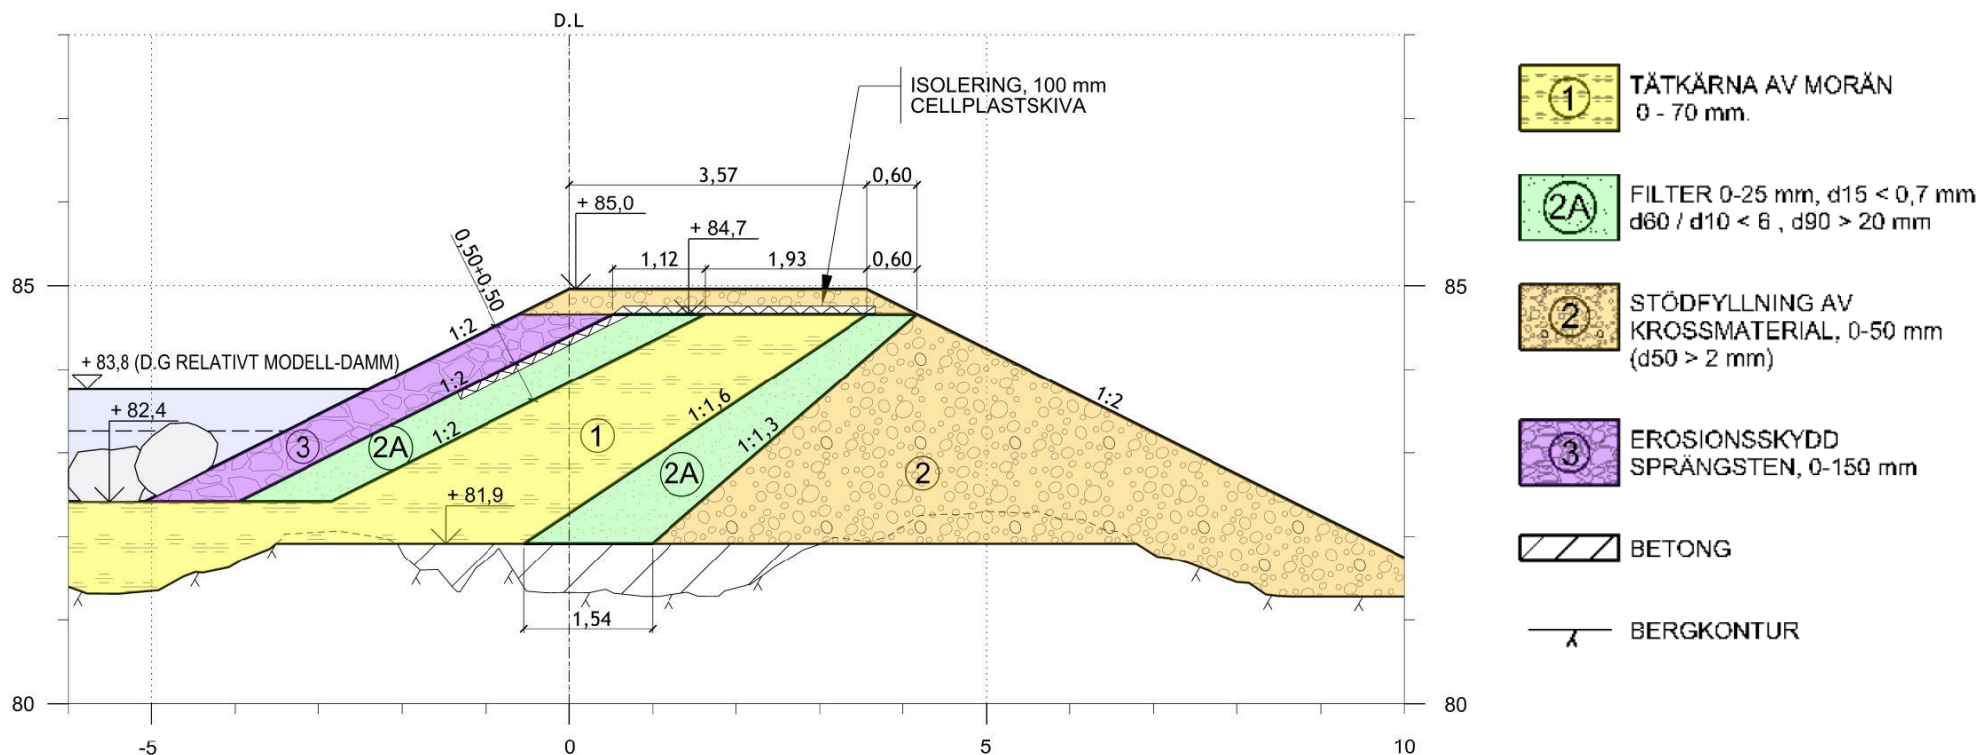 D.L
ISOLERING, 100 mm
CELLPLASTSKIVA
3,57
0,60
+ 85,0
+ 84,7
0,50+0,50
1,12
1,93
0,60
85
85
1:2
+ 83,8 (D.G RELATIVT MODELL-DAMM)
1:2
1:2
+ 82,4
1:2
1:1,6
1:1,3
3
2A
1
2A
2
+ 81,9
1,54
80
80
-5
0
5
10
1
TÄTKÄRNA AV MORÄN
0 - 70 mm.
2A
FILTER 0-25 mm, d15 < 0,7 mm
d60 / d10 < 6 , d90 > 20 mm
2
STÖDFYLLNING AV
KROSSMATERIAL, 0-50 mm
(d50 > 2 mm)
3
EROSIONSSKYDD
SPRÄNGSTEN, 0-150 mm
BETONG
BERGKONTUR